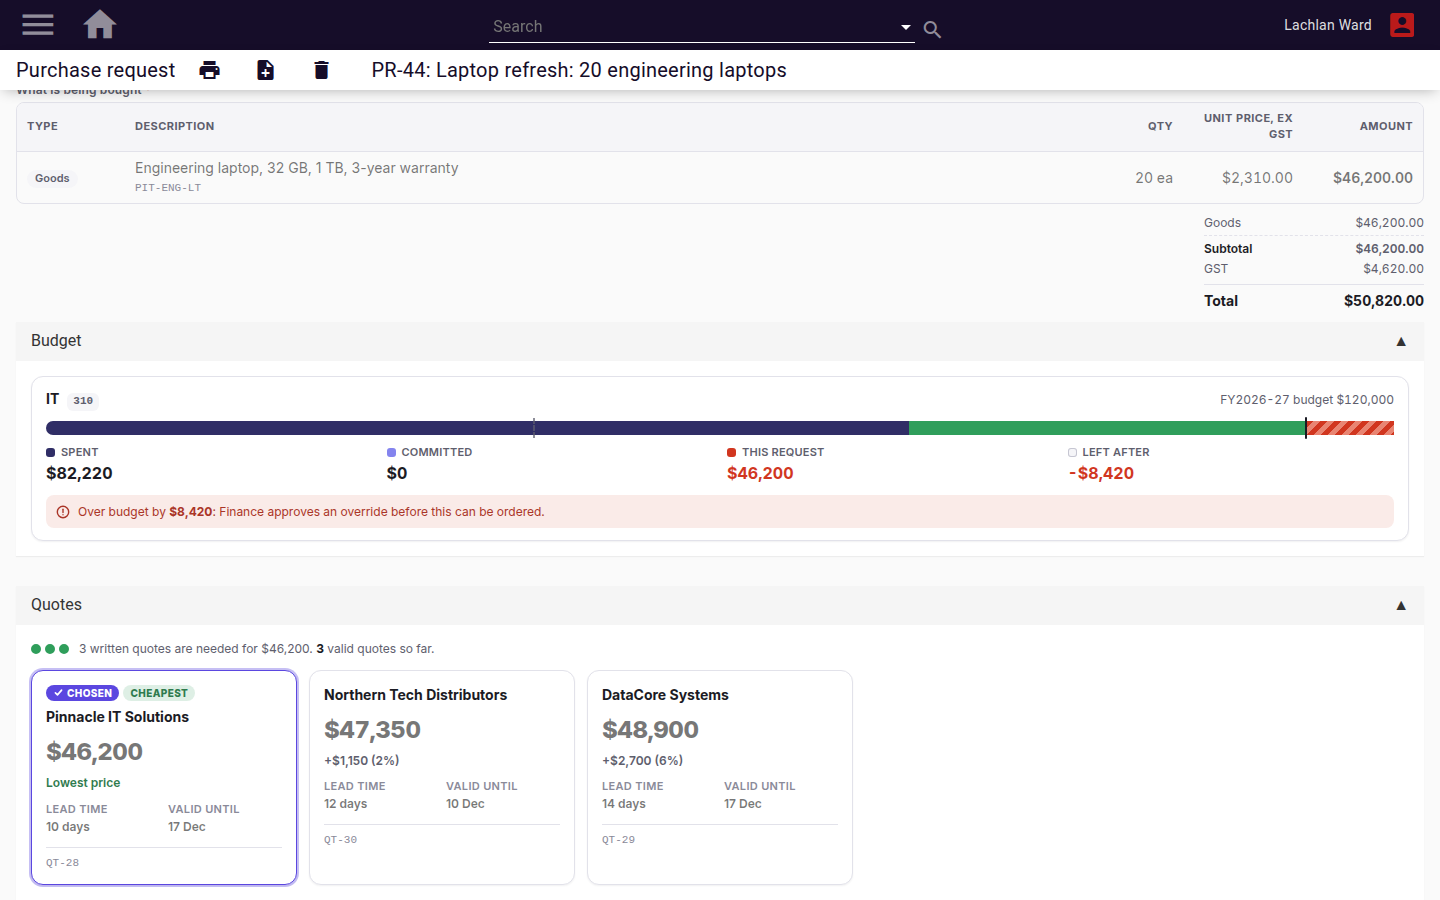 Search
Lachlan Ward
Purchase request
PR-44: Laptop refresh: 20 engineering laptops
What is being bought
TYPE DESCRIPTION QTY UNIT PRICE, EX GST AMOUNT
Goods Engineering laptop, 32 GB, 1 TB, 3-year warranty 20 ea $2,310.00 $46,200.00
PIT-ENG-LT
Goods $46,200.00
Subtotal $46,200.00
GST $4,620.00
Total $50,820.00
Budget ▲
IT 310 FY2026-27 budget $120,000
SPENT COMMITTED THIS REQUEST LEFT AFTER
$82,220 $0 $46,200 -$8,420
Over budget by $8,420: Finance approves an override before this can be ordered.
Quotes ▲
3 written quotes are needed for $46,200. 3 valid quotes so far.
CHOSEN CHEAPEST
Pinnacle IT Solutions
$46,200
Lowest price
LEAD TIME VALID UNTIL
10 days 17 Dec
QT-28
Northern Tech Distributors
$47,350
+$1,150 (2%)
LEAD TIME VALID UNTIL
12 days 10 Dec
QT-30
DataCore Systems
$48,900
+$2,700 (6%)
LEAD TIME VALID UNTIL
14 days 17 Dec
QT-29